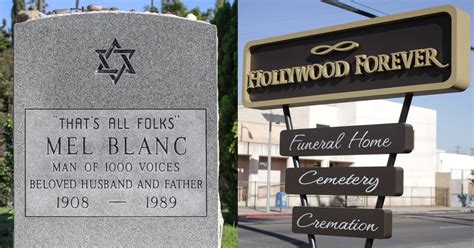 "THAT'S ALL FOLKS"
MEL BLANC
MAN OF 1000 VOICES
BELOVED HUSBAND AND FATHER
1908 — 1989
HOLLYWOOD FOREVER
Funeral Home
Cemetery
Cremation